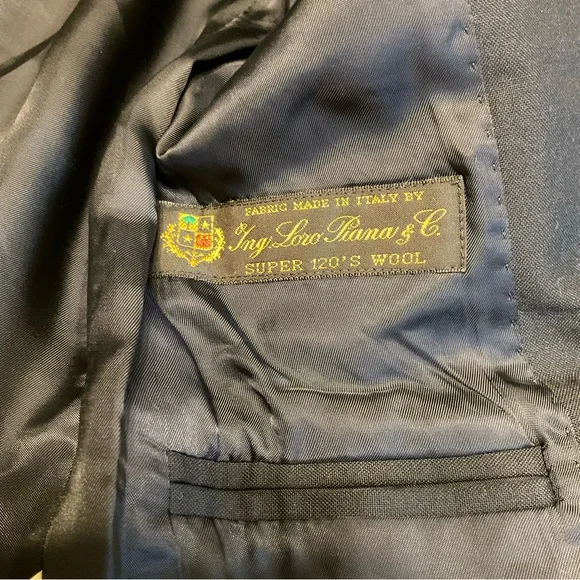 FABRIC MADE IN ITALY BY
Ing. Loro Piana & C.
SUPER 120'S WOOL